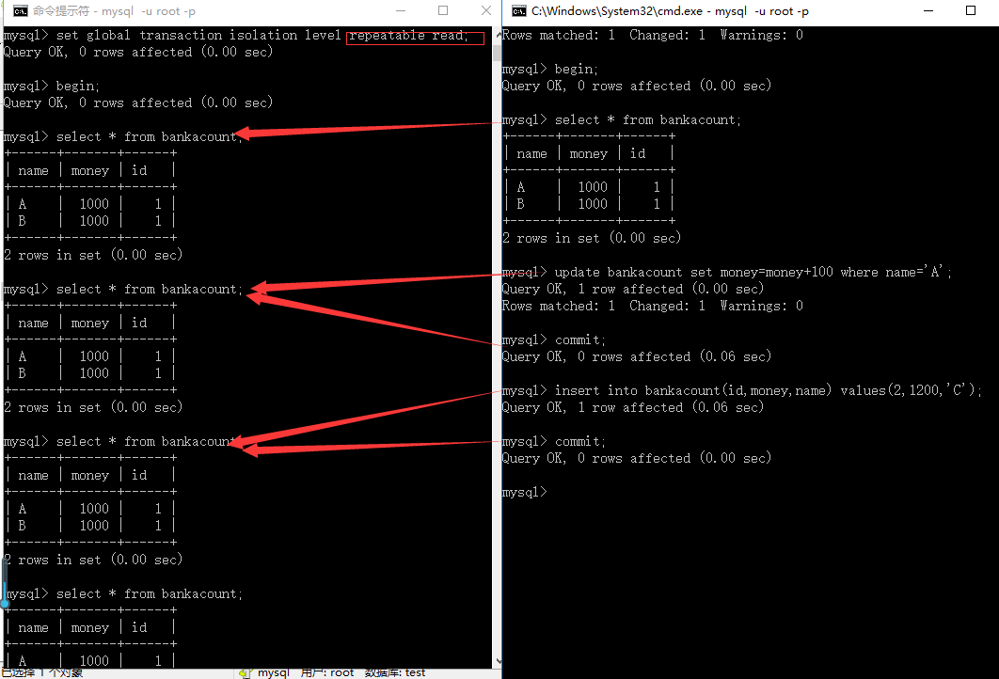 命令提示符 - mysql -u root -p
mysql> set global transaction isolation level repeatable read;
Query OK, 0 rows affected (0.00 sec)
mysql> begin;
Query OK, 0 rows affected (0.00 sec)
mysql> select * from bankacount;
+------+-------+------+
| name | money | id   |
+------+-------+------+
| A    |  1000 |    1 |
| B    |  1000 |    1 |
+------+-------+------+
2 rows in set (0.00 sec)
mysql> select * from bankacount;
+------+-------+------+
| name | money | id   |
+------+-------+------+
| A    |  1000 |    1 |
| B    |  1000 |    1 |
+------+-------+------+
2 rows in set (0.00 sec)
mysql> select * from bankacount
+------+-------+------+
| name | money | id   |
+------+-------+------+
| A    |  1000 |    1 |
| B    |  1000 |    1 |
+------+-------+------+
2 rows in set (0.00 sec)
mysql> select * from bankacount;
+------+-------+------+
| name | money | id   |
+------+-------+------+
| A    |  1000 |    1 |
已选择 1 个对象
mysql 用户: root 数据库: test
C:\Windows\System32\cmd.exe - mysql -u root -p
Rows matched: 1  Changed: 1  Warnings: 0
mysql> begin;
Query OK, 0 rows affected (0.00 sec)
mysql> select * from bankacount;
+------+-------+------+
| name | money | id   |
+------+-------+------+
| A    |  1000 |    1 |
| B    |  1000 |    1 |
+------+-------+------+
2 rows in set (0.00 sec)
mysql> update bankacount set money=money+100 where name='A';
Query OK, 1 row affected (0.00 sec)
Rows matched: 1  Changed: 1  Warnings: 0
mysql> commit;
Query OK, 0 rows affected (0.06 sec)
mysql> insert into bankacount(id,money,name) values(2,1200,'C');
Query OK, 1 row affected (0.06 sec)
mysql> commit;
Query OK, 0 rows affected (0.00 sec)
mysql>